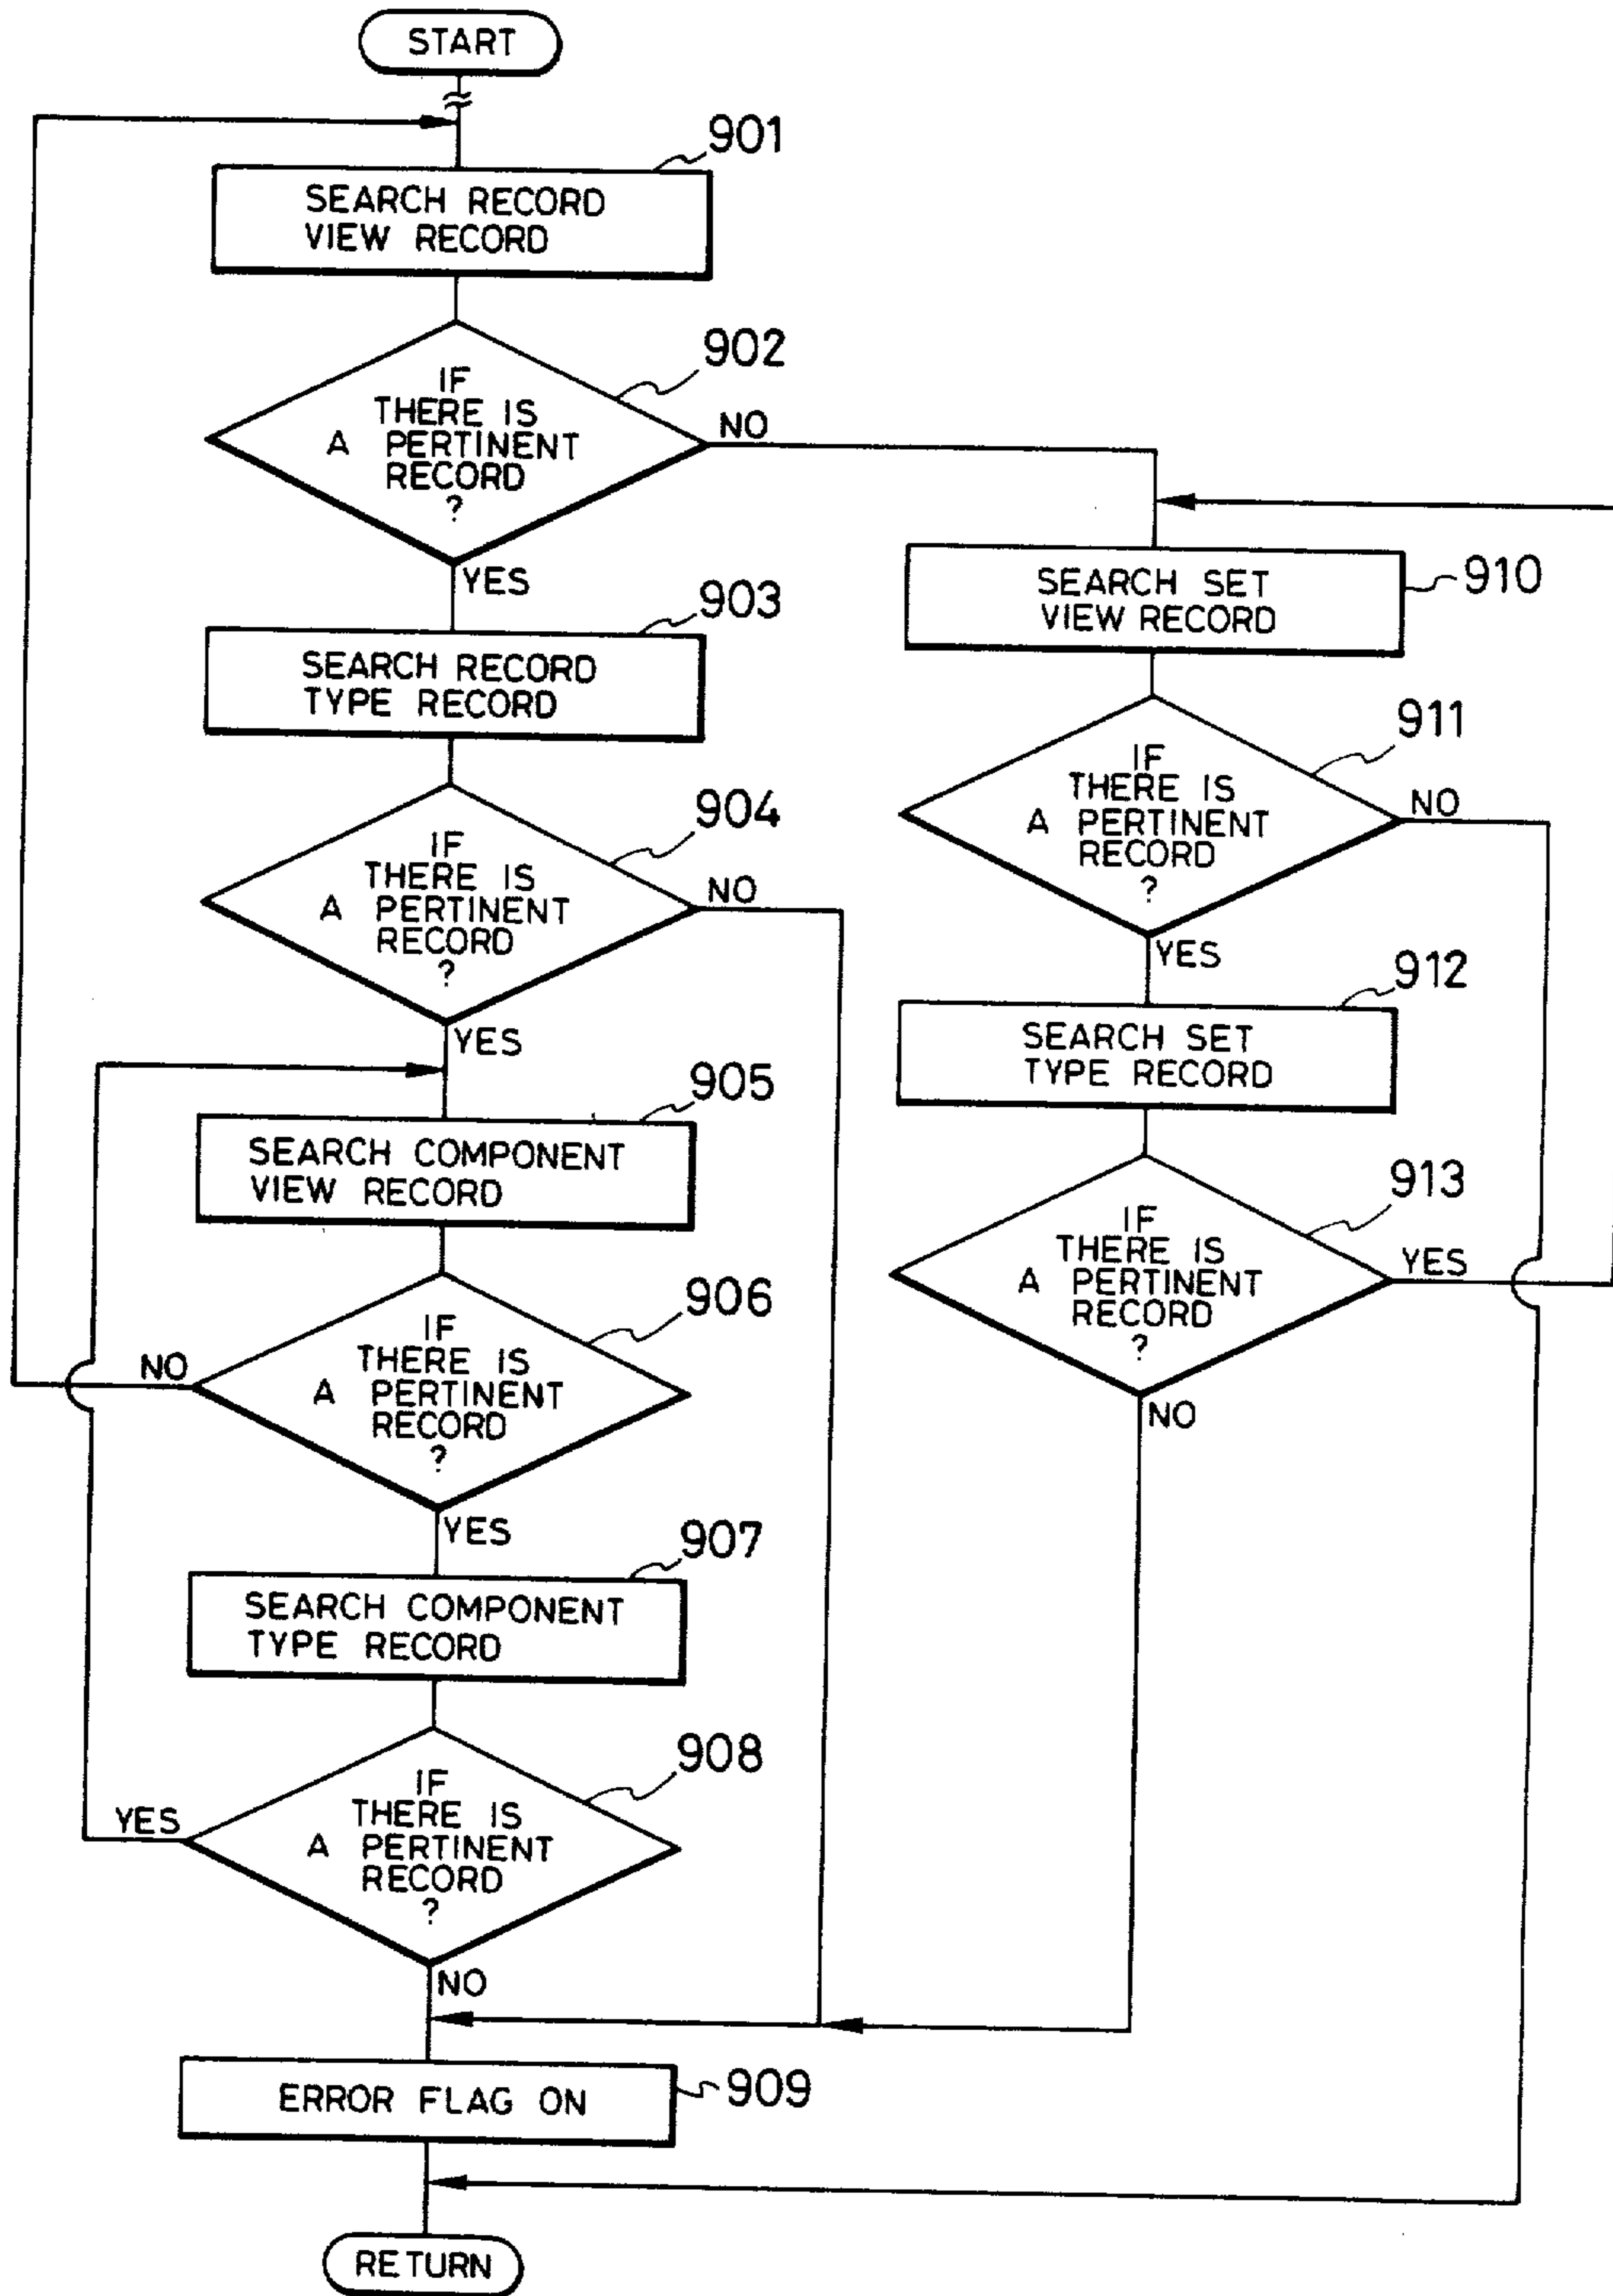 START
901
SEARCH RECORD
VIEW RECORD
902
IF
THERE IS
A PERTINENT
RECORD
?
NO
YES
903
SEARCH RECORD
TYPE RECORD
904
IF
THERE IS
A PERTINENT
RECORD
?
NO
YES
905
SEARCH COMPONENT
VIEW RECORD
906
IF
THERE IS
A PERTINENT
RECORD
?
NO
YES
907
SEARCH COMPONENT
TYPE RECORD
908
IF
THERE IS
A PERTINENT
RECORD
?
YES
NO
ERROR FLAG ON
909
RETURN
SEARCH SET
VIEW RECORD
910
911
IF
THERE IS
A PERTINENT
RECORD
?
NO
YES
912
SEARCH SET
TYPE RECORD
913
IF
THERE IS
A PERTINENT
RECORD
?
YES
NO